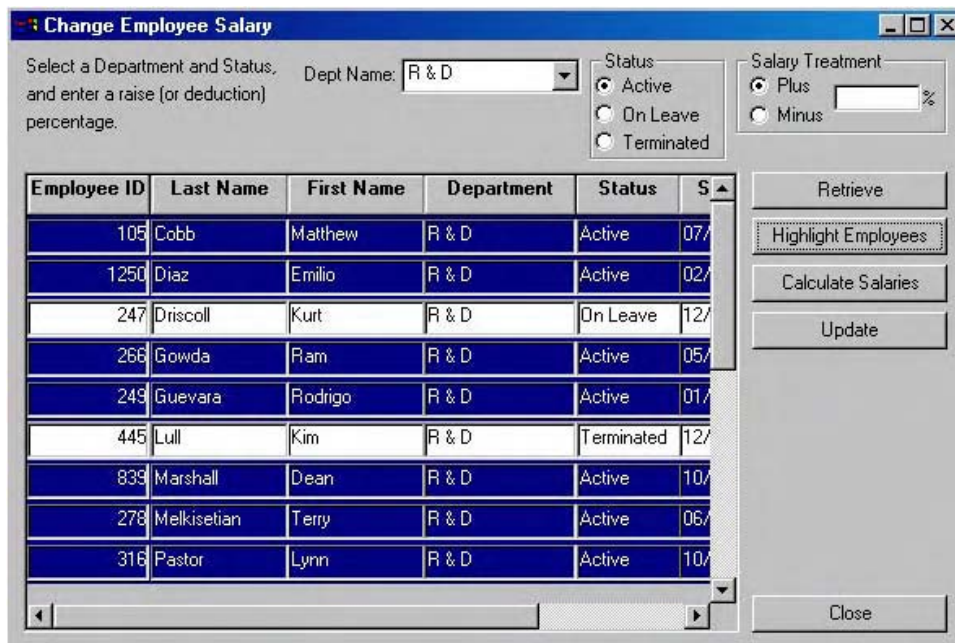 Change Employee Salary
Select a Department and Status,
and enter a raise (or deduction)
percentage.
Dept Name: R & D
Status
Active
On Leave
Terminated
Salary Treatment
Plus
Minus
%
Employee ID Last Name First Name Department Status S
105 Cobb Matthew R & D Active 07/
1250 Diaz Emilio R & D Active 02/
247 Driscoll Kurt R & D On Leave 12/
266 Gowda Ram R & D Active 05/
249 Guevara Rodrigo R & D Active 01/
445 Lull Kim R & D Terminated 12/
839 Marshall Dean R & D Active 10/
278 Melkisetian Terry R & D Active 06/
316 Pastor Lynn R & D Active 10/
Retrieve
Highlight Employees
Calculate Salaries
Update
Close